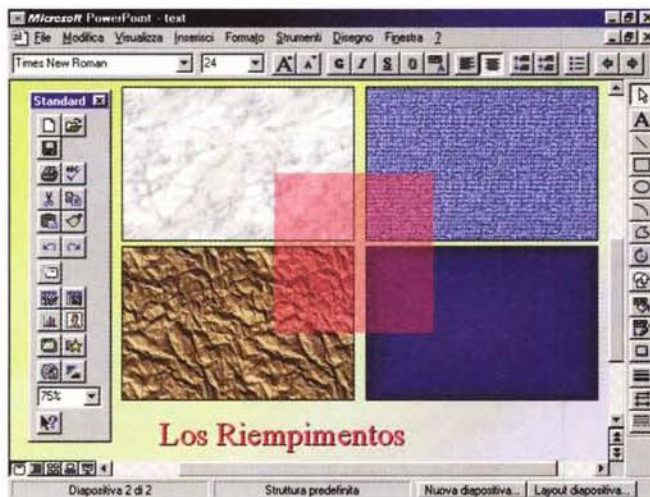 Microsoft PowerPoint - text
File Modifica Visualizza Inserisci Formato Strumenti Disegno Finestra ?
Times New Roman 24 A A G I S
Standard
ABC
75%
Los Riempimentos
Diapositiva 2 di 2 Struttura predefinita Nuova diapositiva... Layout diapositiva...